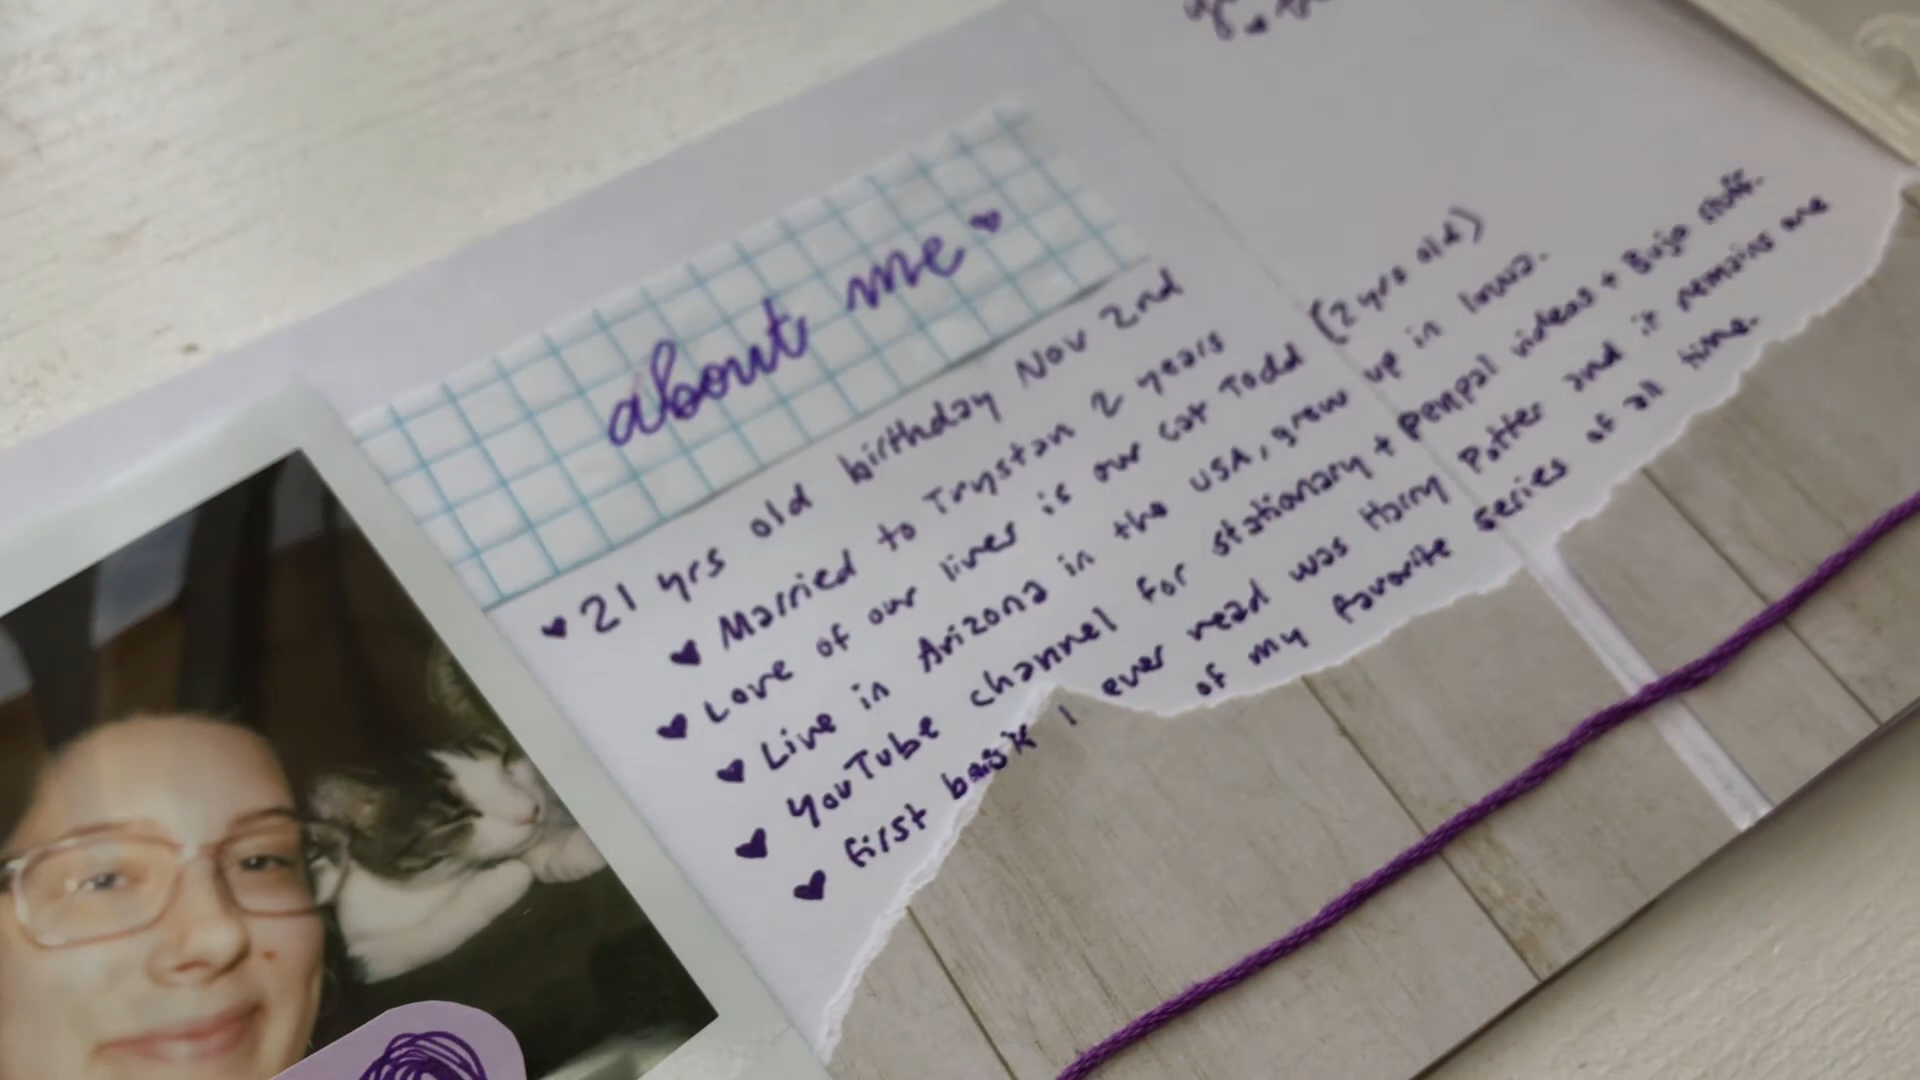 about me
21 yrs old birthday Nov 2nd
Married to Trystan 2 years
Love of our lives is our cat Todd (2 yrs old)
Live in Arizona in the USA, grew up in Iowa.
YouTube channel for stationary + penpal videos + Bujo stuff.
first book I ever read was Harry Potter and it remains one
of my favorite series of all time.